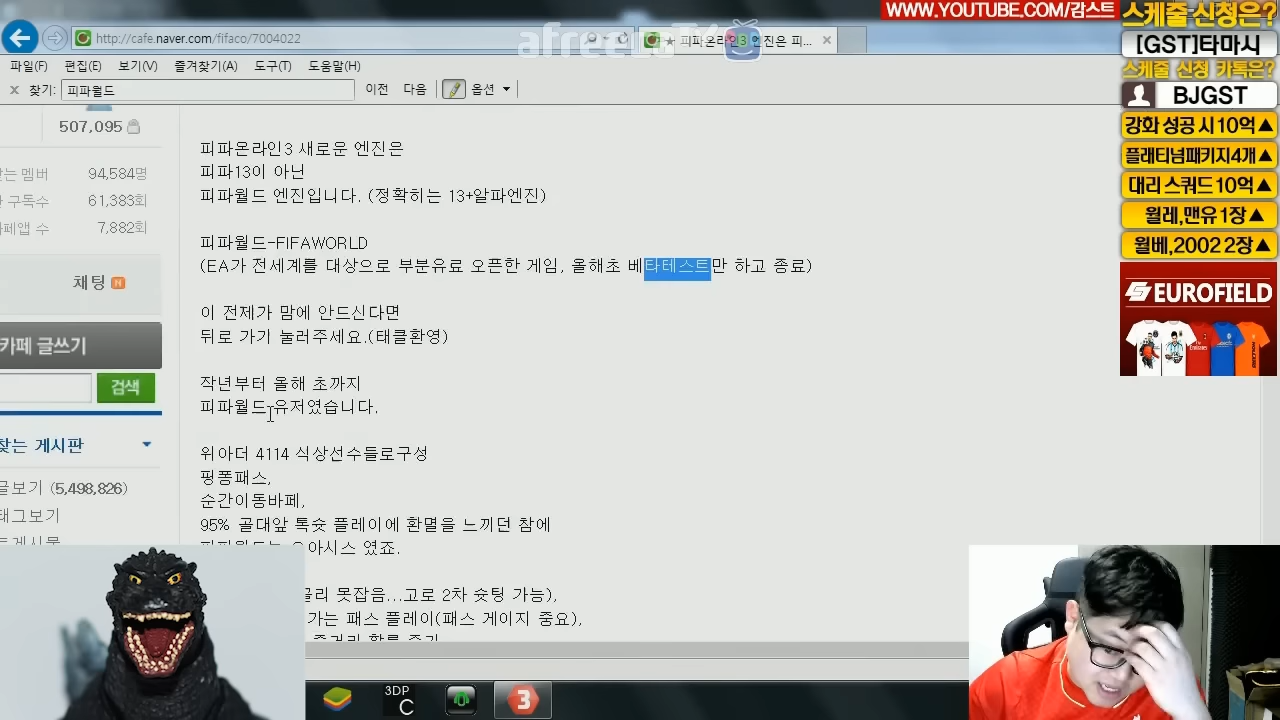 WWW.YOUTUBE.COM/감스트
스케줄 신청은?
http://cafe.naver.com/fifaco/7004022
afreecaTV
피파온라인3 엔진은 피...
[GST]타마시
파일(F) 편집(E) 보기(V) 즐겨찾기(A) 도구(T) 도움말(H)
스케줄 신청 카톡은?
찾기: 피파월드 이전 다음 옵션
BJGST
507,095
강화 성공 시 10억▲
피파온라인3 새로운 엔진은
플래티넘패키지4개▲
는 멤버 94,584명
피파13이 아닌
대리 스쿼드 10억▲
구독수 61,383회
피파월드 엔진입니다. (정확히는 13+알파엔진)
월레,맨유 1장▲
앱 수 7,882회
피파월드-FIFAWORLD
월베,2002 2장▲
(EA가 전세계를 대상으로 부분유료 오픈한 게임, 올해초 베타테스트만 하고 종료)
채팅
EUROFIELD
이 전제가 맘에 안드신다면
카페 글쓰기
뒤로 가기 눌러주세요.(태클환영)
검색
작년부터 올해 초까지
피파월드 유저였습니다.
찾는 게시판
위아더 4114 식상선수들로구성
핑퐁패스,
글보기 (5,498,826)
순간이동바페,
태그보기
95% 골대앞 톡슛 플레이에 환멸을 느끼던 참에
게시물
시스 였죠.
못잡음...고로 2차 슛팅 가능),
가는 패스 플레이(패스 게이지 중요),
3DP
C
3